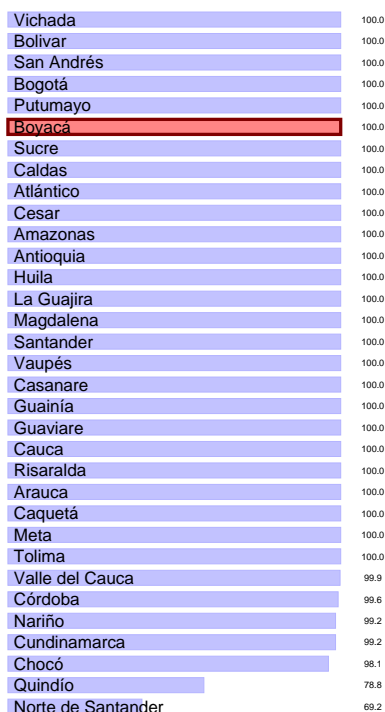 Vichada 100.0
Bolivar 100.0
San Andrés 100.0
Bogotá 100.0
Putumayo 100.0
Boyacá 100.0
Sucre 100.0
Caldas 100.0
Atlántico 100.0
Cesar 100.0
Amazonas 100.0
Antioquia 100.0
Huila 100.0
La Guajira 100.0
Magdalena 100.0
Santander 100.0
Vaupés 100.0
Casanare 100.0
Guainía 100.0
Guaviare 100.0
Cauca 100.0
Risaralda 100.0
Arauca 100.0
Caquetá 100.0
Meta 100.0
Tolima 100.0
Valle del Cauca 99.9
Córdoba 99.6
Nariño 99.2
Cundinamarca 99.2
Chocó 98.1
Quindío 78.8
Norte de Santander 69.2